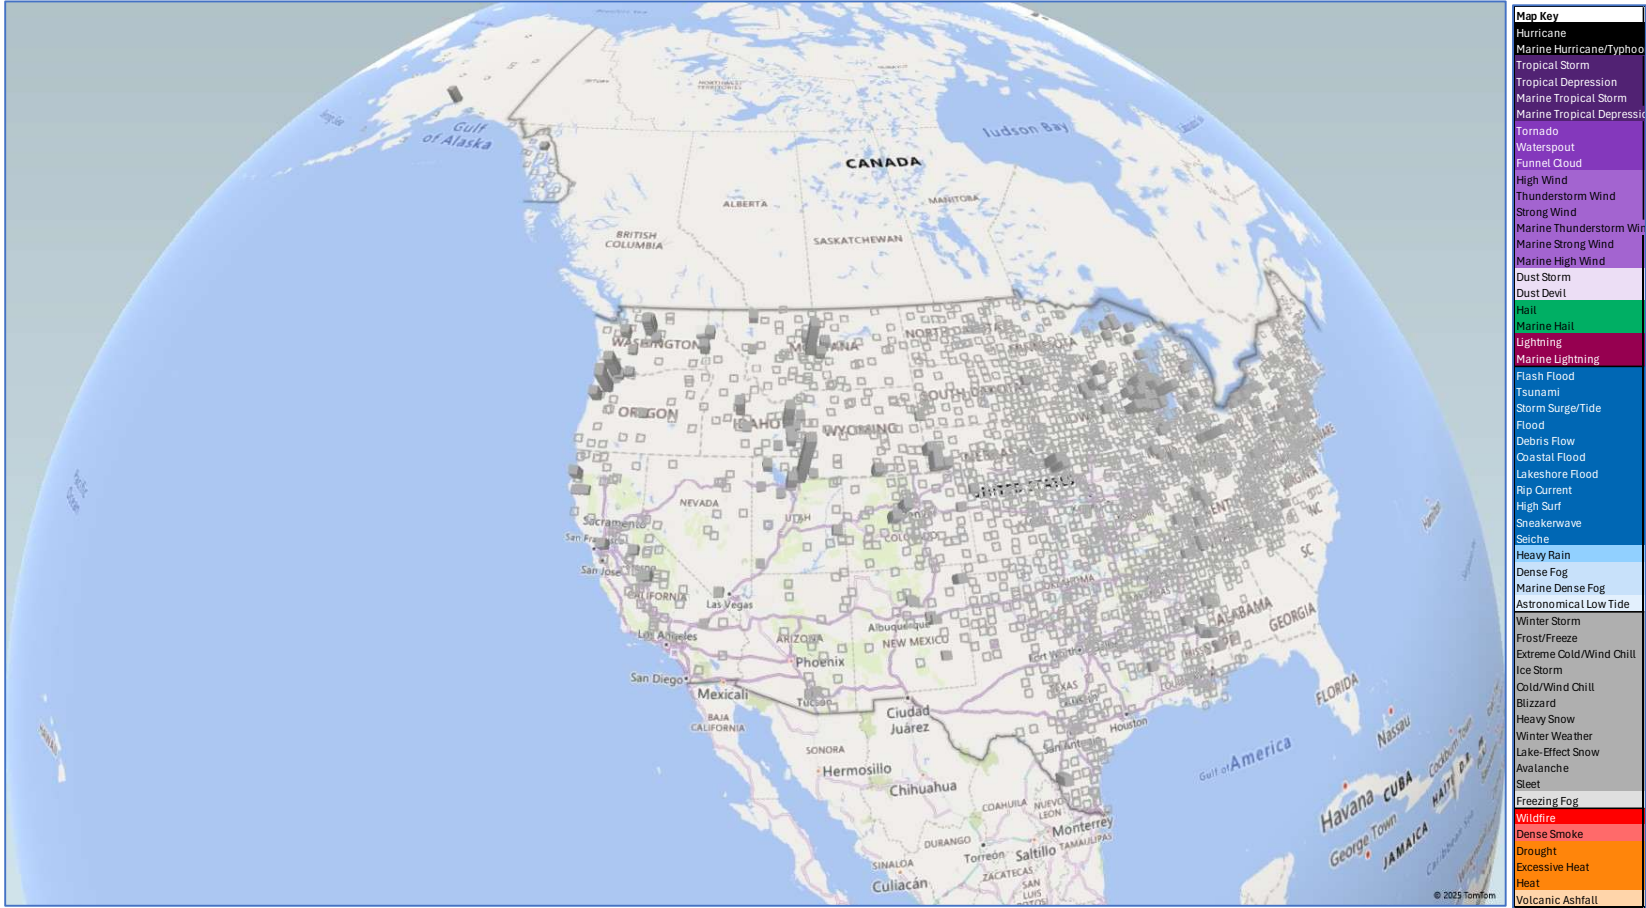 Gulf
of Alaska
Hudson Bay
CANADA
ALBERTA
MANITOBA
BRITISH
COLUMBIA
SASKATCHEWAN
WASHINGTON
OREGON
WYOMING
NEVADA
UTAH
Sacramento
San Jose
CALIFORNIA
Las Vegas
Los Angeles
ARIZONA
Albuquerque
NEW MEXICO
OKLAHOMA
Phoenix
San Diego
Mexicali
Tucson
TEXAS
BAJA
CALIFORNIA
Ciudad
Juárez
Houston
San Antonio
ALABAMA
GEORGIA
SC
NC
FLORIDA
SONORA
Hermosillo
Chihuahua
COAHUILA
NUEVO
LEON
Monterrey
TAMAULIPAS
DURANGO
Torreón
Saltillo
SINALOA
ZACATECAS
Culiacán
SAN
LUIS
Gulf of America
Nassau
Havana
CUBA
HAITI
D.R.
George Town
JAMAICA
© 2025 TomTom
Map Key
Hurricane
Marine Hurricane/Typhoo
Tropical Storm
Tropical Depression
Marine Tropical Storm
Marine Tropical Depressio
Tornado
Waterspout
Funnel Cloud
High Wind
Thunderstorm Wind
Strong Wind
Marine Thunderstorm Win
Marine Strong Wind
Marine High Wind
Dust Storm
Dust Devil
Hail
Marine Hail
Lightning
Marine Lightning
Flash Flood
Tsunami
Storm Surge/Tide
Flood
Debris Flow
Coastal Flood
Lakeshore Flood
Rip Current
High Surf
Sneakerwave
Seiche
Heavy Rain
Dense Fog
Marine Dense Fog
Astronomical Low Tide
Winter Storm
Frost/Freeze
Extreme Cold/Wind Chill
Ice Storm
Cold/Wind Chill
Blizzard
Heavy Snow
Winter Weather
Lake-Effect Snow
Avalanche
Sleet
Freezing Fog
Wildfire
Dense Smoke
Drought
Excessive Heat
Heat
Volcanic Ashfall